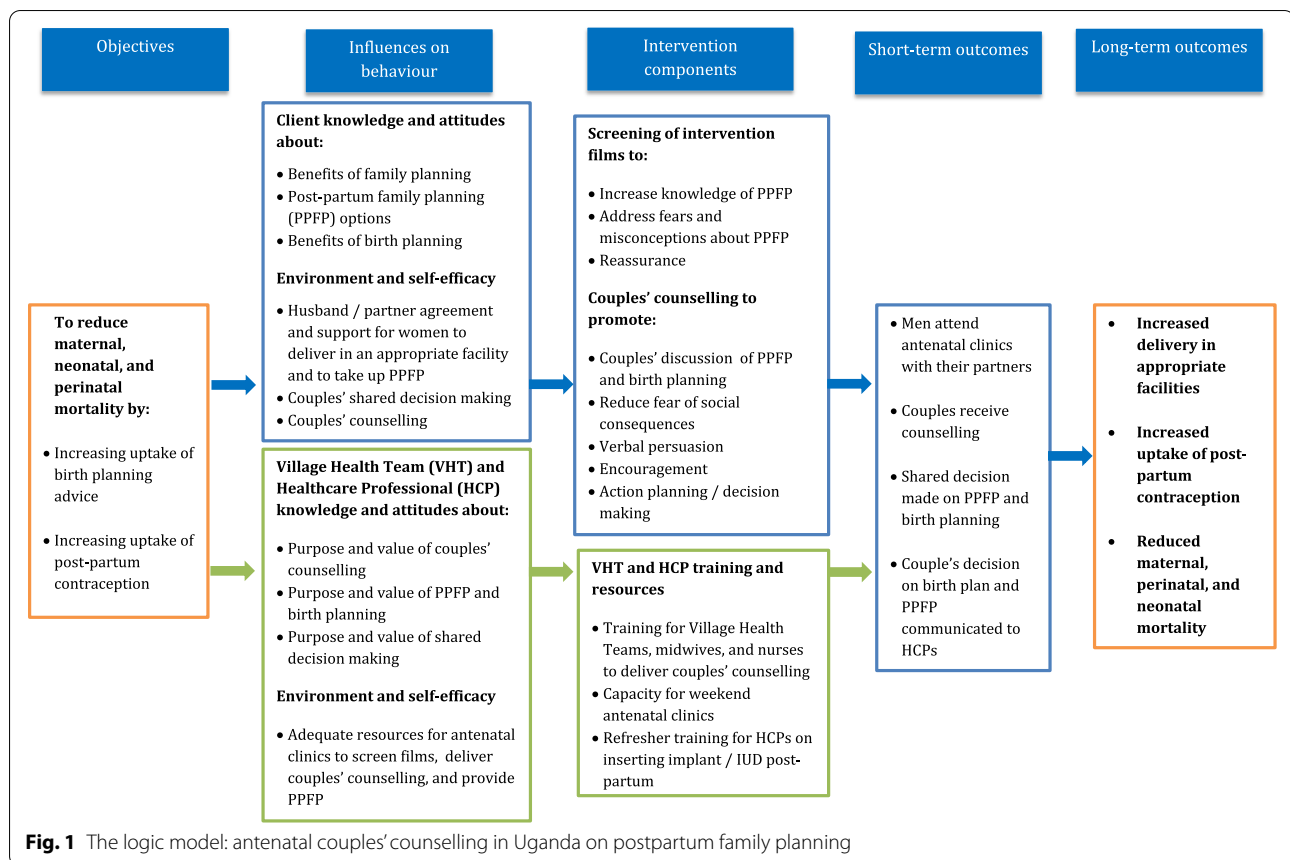 Objectives
Influences on
behaviour
Intervention
components
Short-term outcomes
Long-term outcomes
To reduce
maternal,
neonatal, and
perinatal
mortality by:
• Increasing uptake of
birth planning
advice
• Increasing uptake of
post-partum
contraception
Client knowledge and attitudes
about:
• Benefits of family planning
• Post-partum family planning
(PPFP) options
• Benefits of birth planning
Environment and self-efficacy
• Husband / partner agreement
and support for women to
deliver in an appropriate facility
and to take up PPFP
• Couples' shared decision making
• Couples' counselling
Village Health Team (VHT) and
Healthcare Professional (HCP)
knowledge and attitudes about:
• Purpose and value of couples'
counselling
• Purpose and value of PPFP and
birth planning
• Purpose and value of shared
decision making
Environment and self-efficacy
• Adequate resources for antenatal
clinics to screen films, deliver
couples' counselling, and provide
PPFP
Screening of intervention
films to:
• Increase knowledge of PPFP
• Address fears and
misconceptions about PPFP
• Reassurance
Couples' counselling to
promote:
• Couples' discussion of PPFP
and birth planning
• Reduce fear of social
consequences
• Verbal persuasion
• Encouragement
• Action planning / decision
making
VHT and HCP training and
resources
• Training for Village Health
Teams, midwives, and nurses
to deliver couples' counselling
• Capacity for weekend
antenatal clinics
• Refresher training for HCPs on
inserting implant / IUD post-
partum
• Men attend
antenatal clinics
with their partners
• Couples receive
counselling
• Shared decision
made on PPFP and
birth planning
• Couple's decision
on birth plan and
PPFP
communicated to
HCPs
• Increased
delivery in
appropriate
facilities
• Increased
uptake of post-
partum
contraception
• Reduced
maternal,
perinatal, and
neonatal
mortality
Fig. 1 The logic model: antenatal couples' counselling in Uganda on postpartum family planning